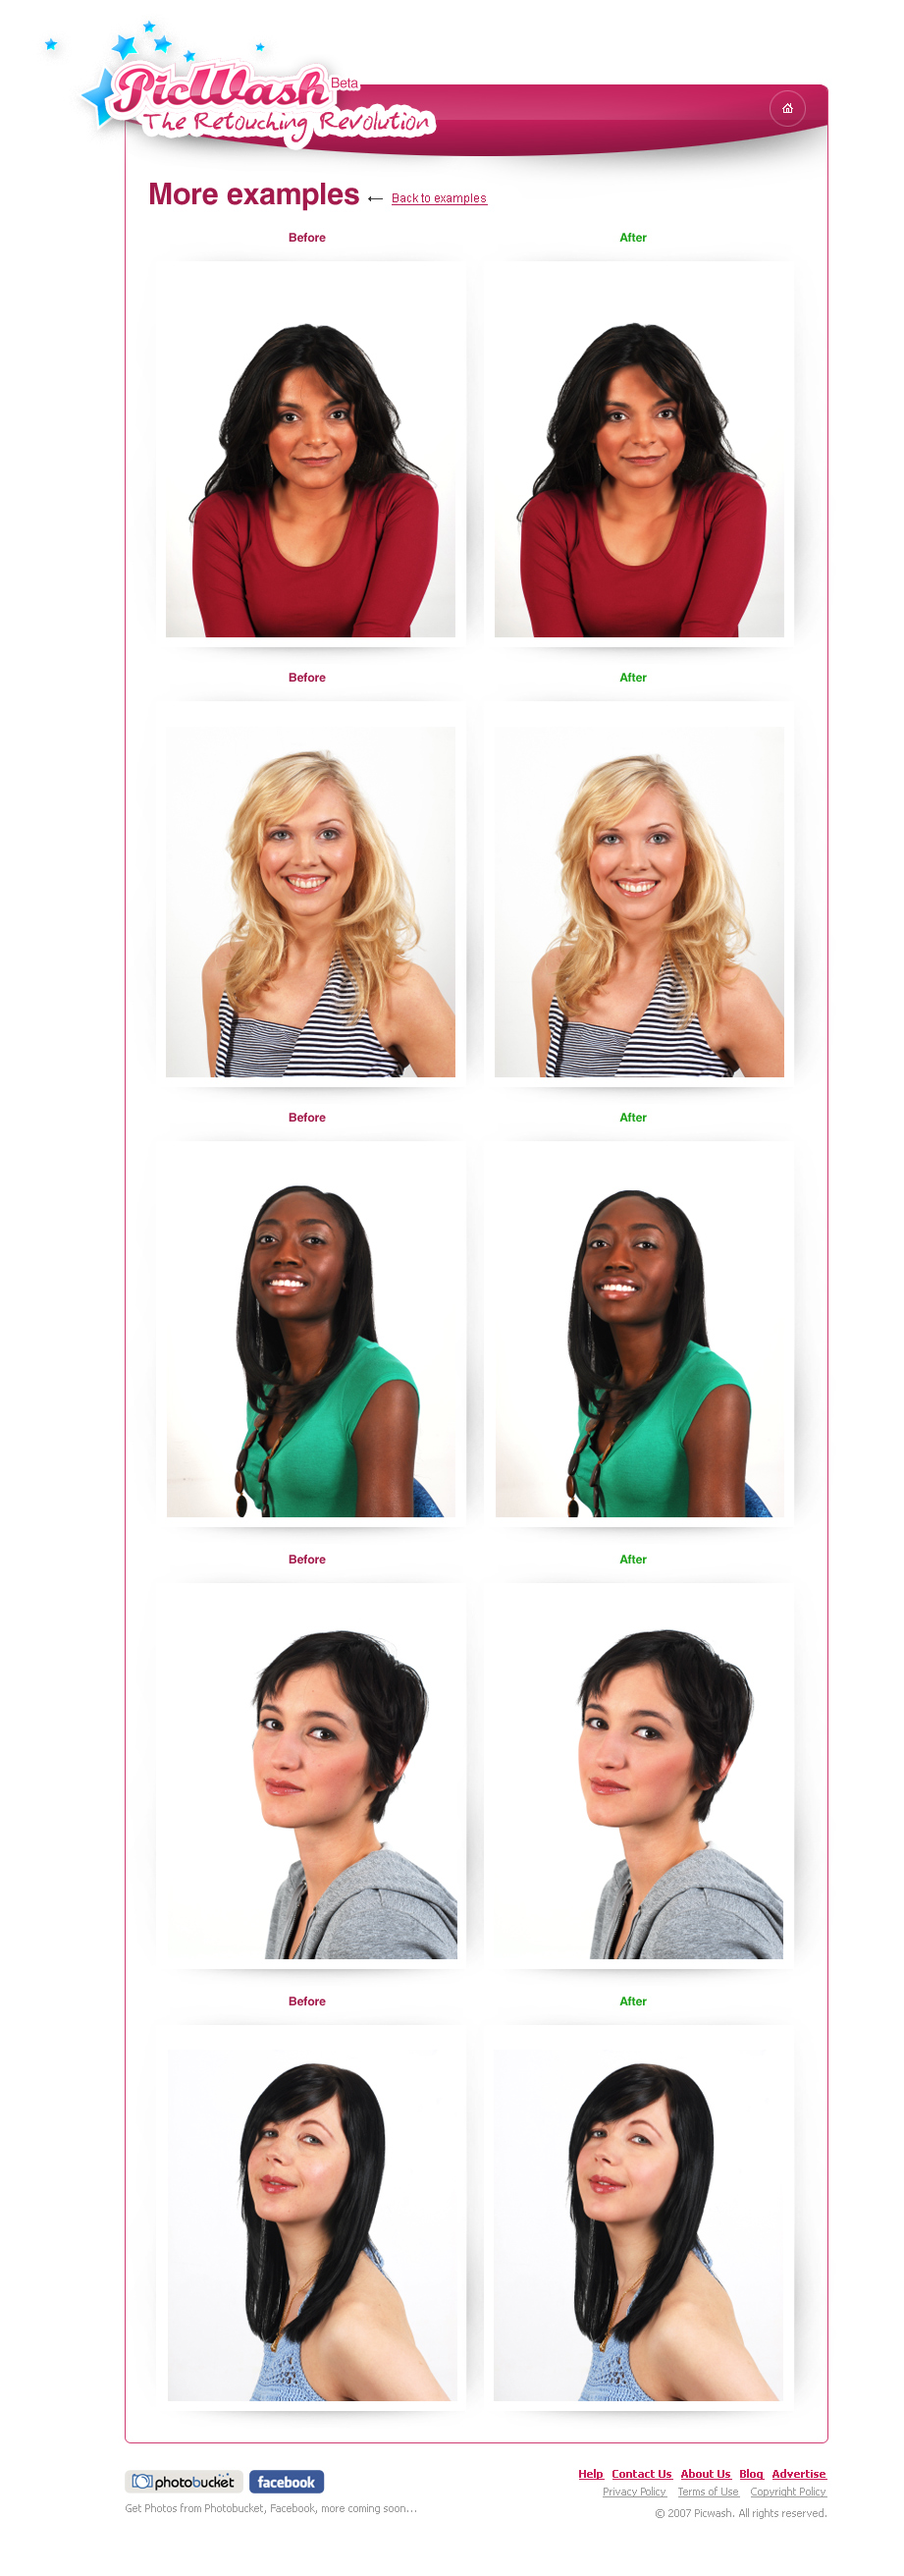 PicWash Beta
The Retouching Revolution
More examples ← Back to examples
Before After
Before After
Before After
Before After
Before After
photobucket facebook
Get Photos from Photobucket, Facebook, more coming soon...
Help Contact Us About Us Blog Advertise
Privacy Policy Terms of Use Copyright Policy
© 2007 Picwash. All rights reserved.